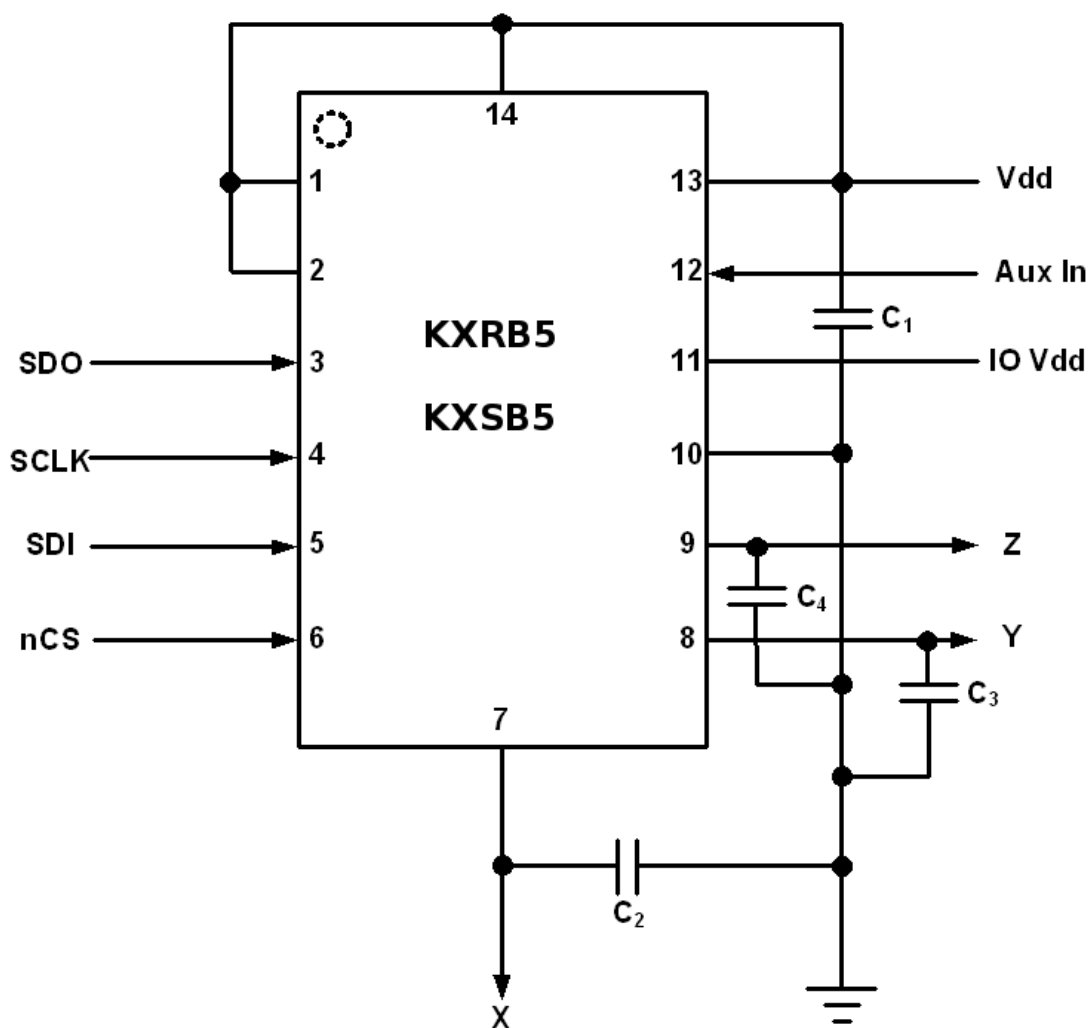 14
1
13
Vdd
2
12
Aux In
C₁
KXRB5
SDO
3
11
IO Vdd
KXSB5
SCLK
4
10
SDI
5
9
Z
C₄
nCS
6
8
Y
C₃
7
C₂
X